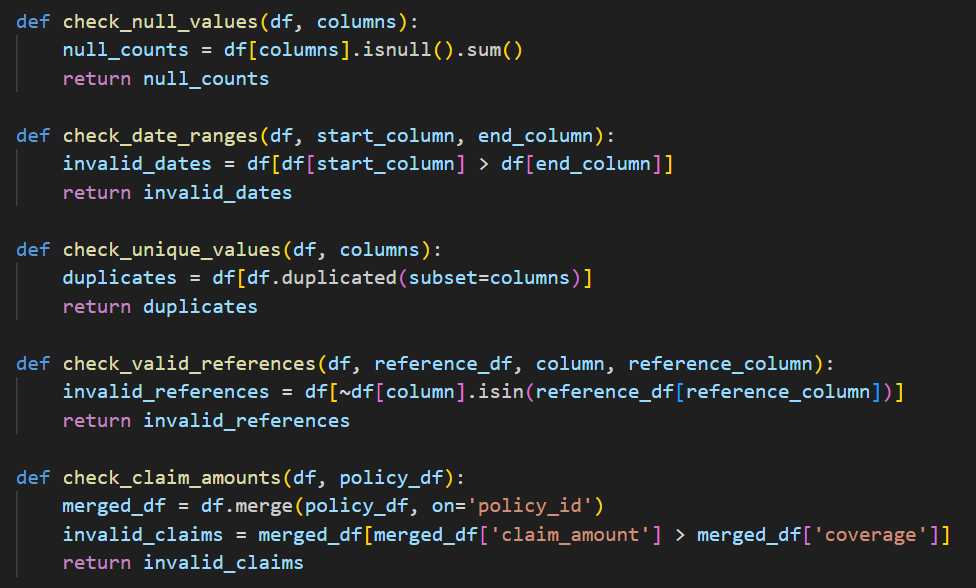 def check_null_values(df, columns):
    null_counts = df[columns].isnull().sum()
    return null_counts

def check_date_ranges(df, start_column, end_column):
    invalid_dates = df[df[start_column] > df[end_column]]
    return invalid_dates

def check_unique_values(df, columns):
    duplicates = df[df.duplicated(subset=columns)]
    return duplicates

def check_valid_references(df, reference_df, column, reference_column):
    invalid_references = df[~df[column].isin(reference_df[reference_column])]
    return invalid_references

def check_claim_amounts(df, policy_df):
    merged_df = df.merge(policy_df, on='policy_id')
    invalid_claims = merged_df[merged_df['claim_amount'] > merged_df['coverage']]
    return invalid_claims